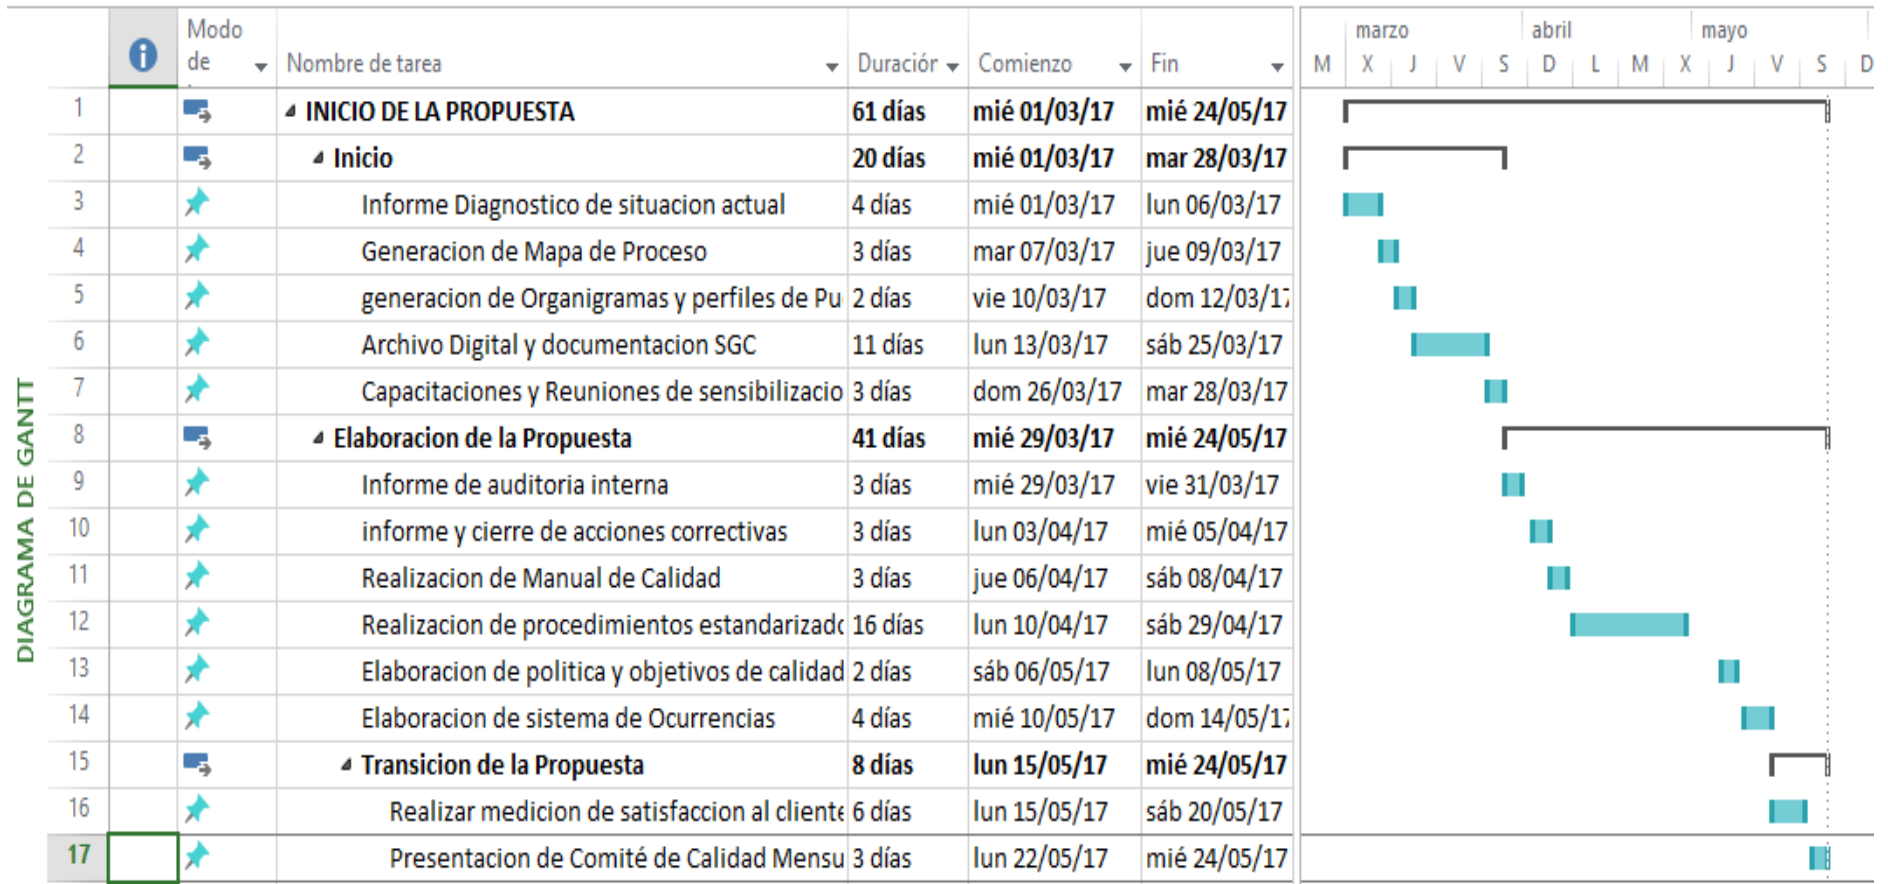 DIAGRAMA DE GANTT
Modo de Nombre de tarea Duración Comienzo Fin
marzo abril mayo
M X J V S D L M X J V S D
1 INICIO DE LA PROPUESTA 61 días mié 01/03/17 mié 24/05/17
2 Inicio 20 días mié 01/03/17 mar 28/03/17
3 Informe Diagnostico de situacion actual 4 días mié 01/03/17 lun 06/03/17
4 Generacion de Mapa de Proceso 3 días mar 07/03/17 jue 09/03/17
5 generacion de Organigramas y perfiles de Pu 2 días vie 10/03/17 dom 12/03/17
6 Archivo Digital y documentacion SGC 11 días lun 13/03/17 sáb 25/03/17
7 Capacitaciones y Reuniones de sensibilizacio 3 días dom 26/03/17 mar 28/03/17
8 Elaboracion de la Propuesta 41 días mié 29/03/17 mié 24/05/17
9 Informe de auditoria interna 3 días mié 29/03/17 vie 31/03/17
10 informe y cierre de acciones correctivas 3 días lun 03/04/17 mié 05/04/17
11 Realizacion de Manual de Calidad 3 días jue 06/04/17 sáb 08/04/17
12 Realizacion de procedimientos estandarizado 16 días lun 10/04/17 sáb 29/04/17
13 Elaboracion de politica y objetivos de calidad 2 días sáb 06/05/17 lun 08/05/17
14 Elaboracion de sistema de Ocurrencias 4 días mié 10/05/17 dom 14/05/17
15 Transicion de la Propuesta 8 días lun 15/05/17 mié 24/05/17
16 Realizar medicion de satisfaccion al cliente 6 días lun 15/05/17 sáb 20/05/17
17 Presentacion de Comité de Calidad Mensu 3 días lun 22/05/17 mié 24/05/17